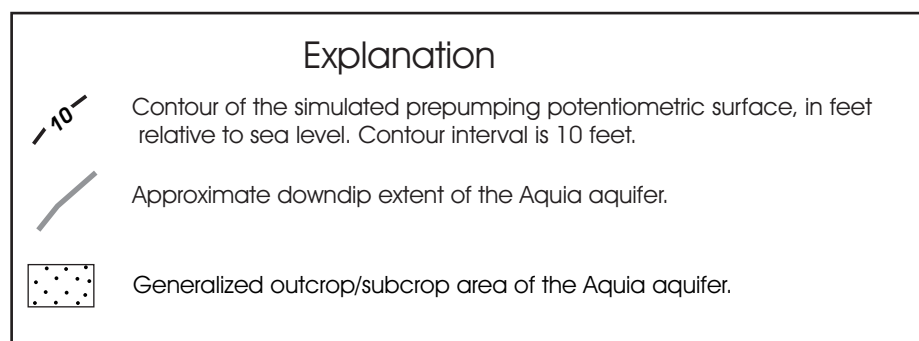 Explanation
10
Contour of the simulated prepumping potentiometric surface, in feet
relative to sea level. Contour interval is 10 feet.
Approximate downdip extent of the Aquia aquifer.
Generalized outcrop/subcrop area of the Aquia aquifer.